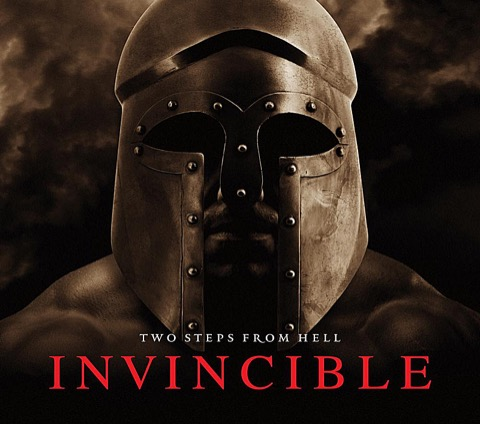 TWO STEPS FROM HELL
INVINCIBLE